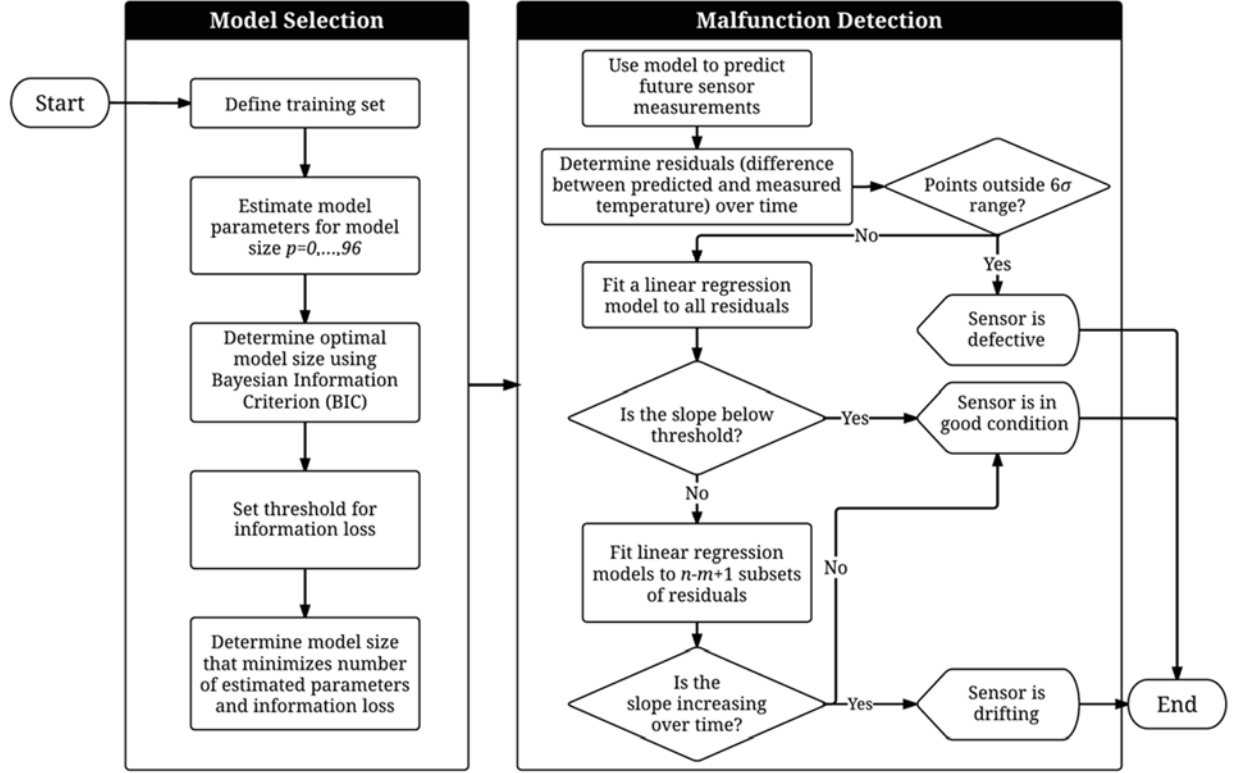 Model Selection
Start
Define training set
Estimate model
parameters for model
size p=0,...,96
Determine optimal
model size using
Bayesian Information
Criterion (BIC)
Set threshold for
information loss
Determine model size
that minimizes number
of estimated parameters
and information loss
Malfunction Detection
Use model to predict
future sensor
measurements
Determine residuals (difference
between predicted and measured
temperature) over time
Points outside 6σ
range?
No
Yes
Fit a linear regression
model to all residuals
Sensor is
defective
Is the slope below
threshold?
Yes
Sensor is in
good condition
No
Fit linear regression
models to n-m+1 subsets
of residuals
No
Is the
slope increasing
over time?
Yes
Sensor is
drifting
End